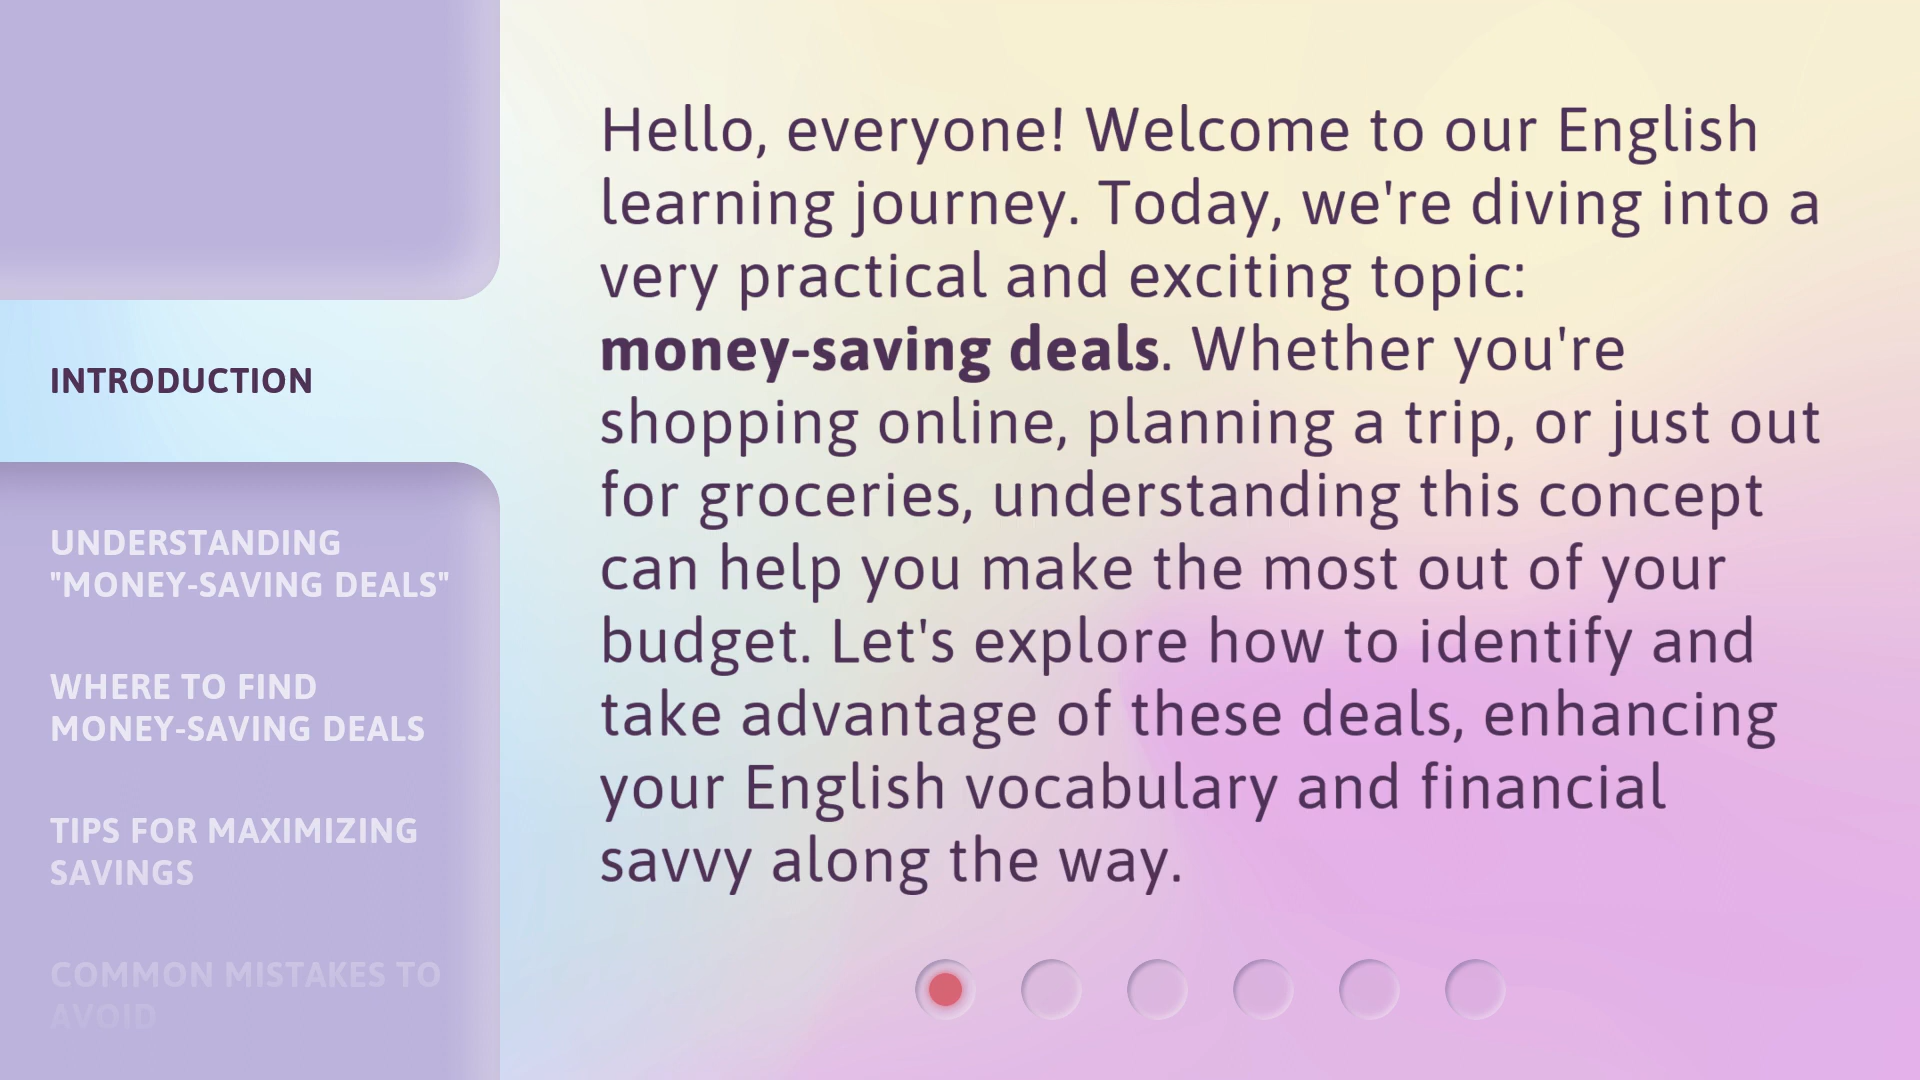 INTRODUCTION
UNDERSTANDING
"MONEY-SAVING DEALS"
WHERE TO FIND
MONEY-SAVING DEALS
TIPS FOR MAXIMIZING
SAVINGS
COMMON MISTAKES TO
AVOID
Hello, everyone! Welcome to our English
learning journey. Today, we're diving into a
very practical and exciting topic:
money-saving deals. Whether you're
shopping online, planning a trip, or just out
for groceries, understanding this concept
can help you make the most out of your
budget. Let's explore how to identify and
take advantage of these deals, enhancing
your English vocabulary and financial
savvy along the way.